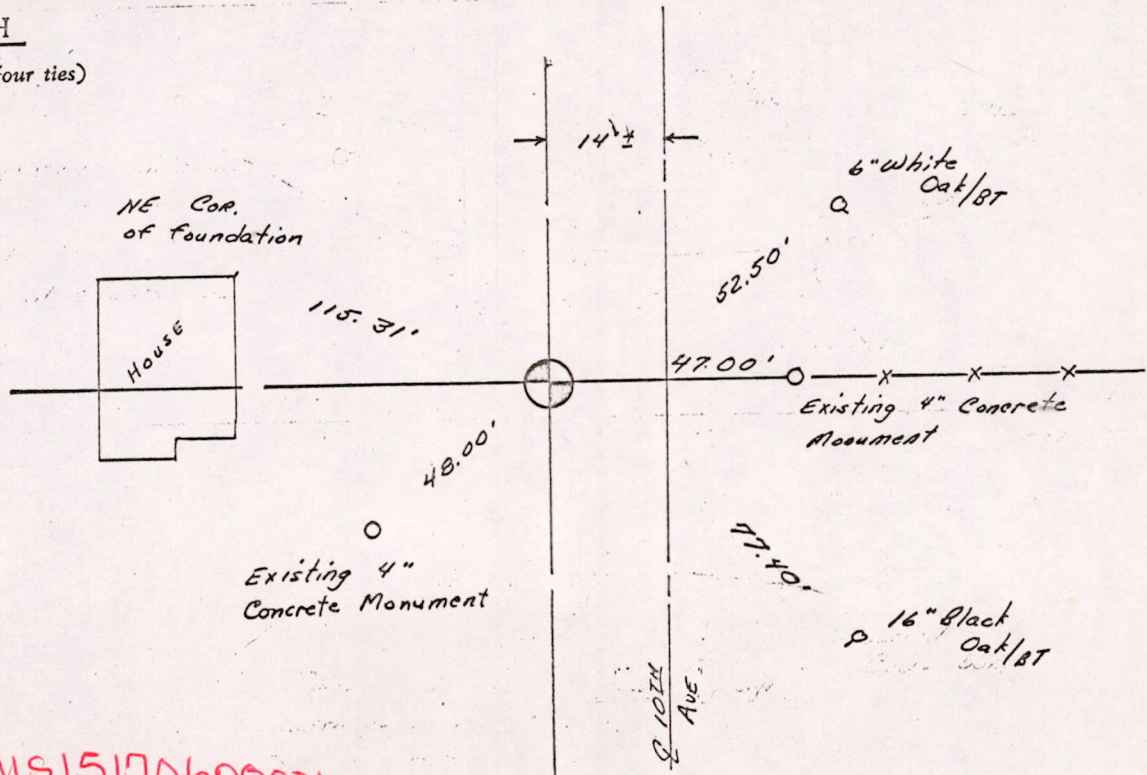 H
four ties)
14'±
6" White
Oak/BT
NE COR.
of foundation
52.50'
115.31'
HOUSE
47.00'
Existing 4" Concrete
Monument
48.00'
77.40'
Existing 4"
Concrete Monument
16" Black
Oak/BT
℄ 10TH
AVE.